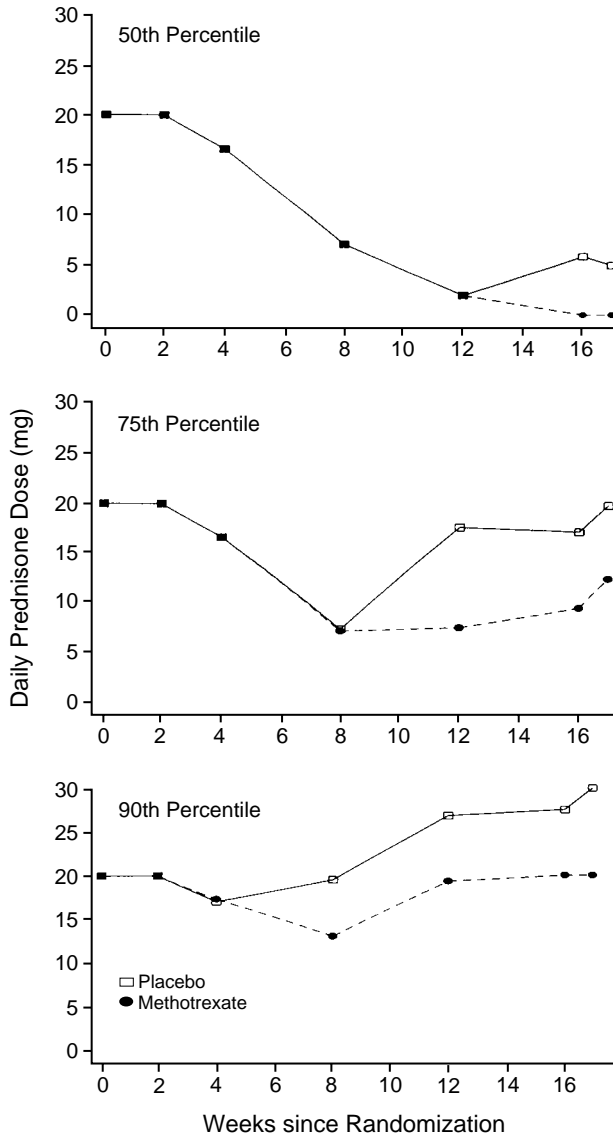 50th Percentile
30
25
20
15
10
5
0
0 2 4 6 8 10 12 14 16
75th Percentile
30
25
20
15
10
5
0
0 2 4 6 8 10 12 14 16
90th Percentile
30
25
20
15
10
5
0
Placebo
Methotrexate
0 2 4 6 8 10 12 14 16
Daily Prednisone Dose (mg)
Weeks since Randomization